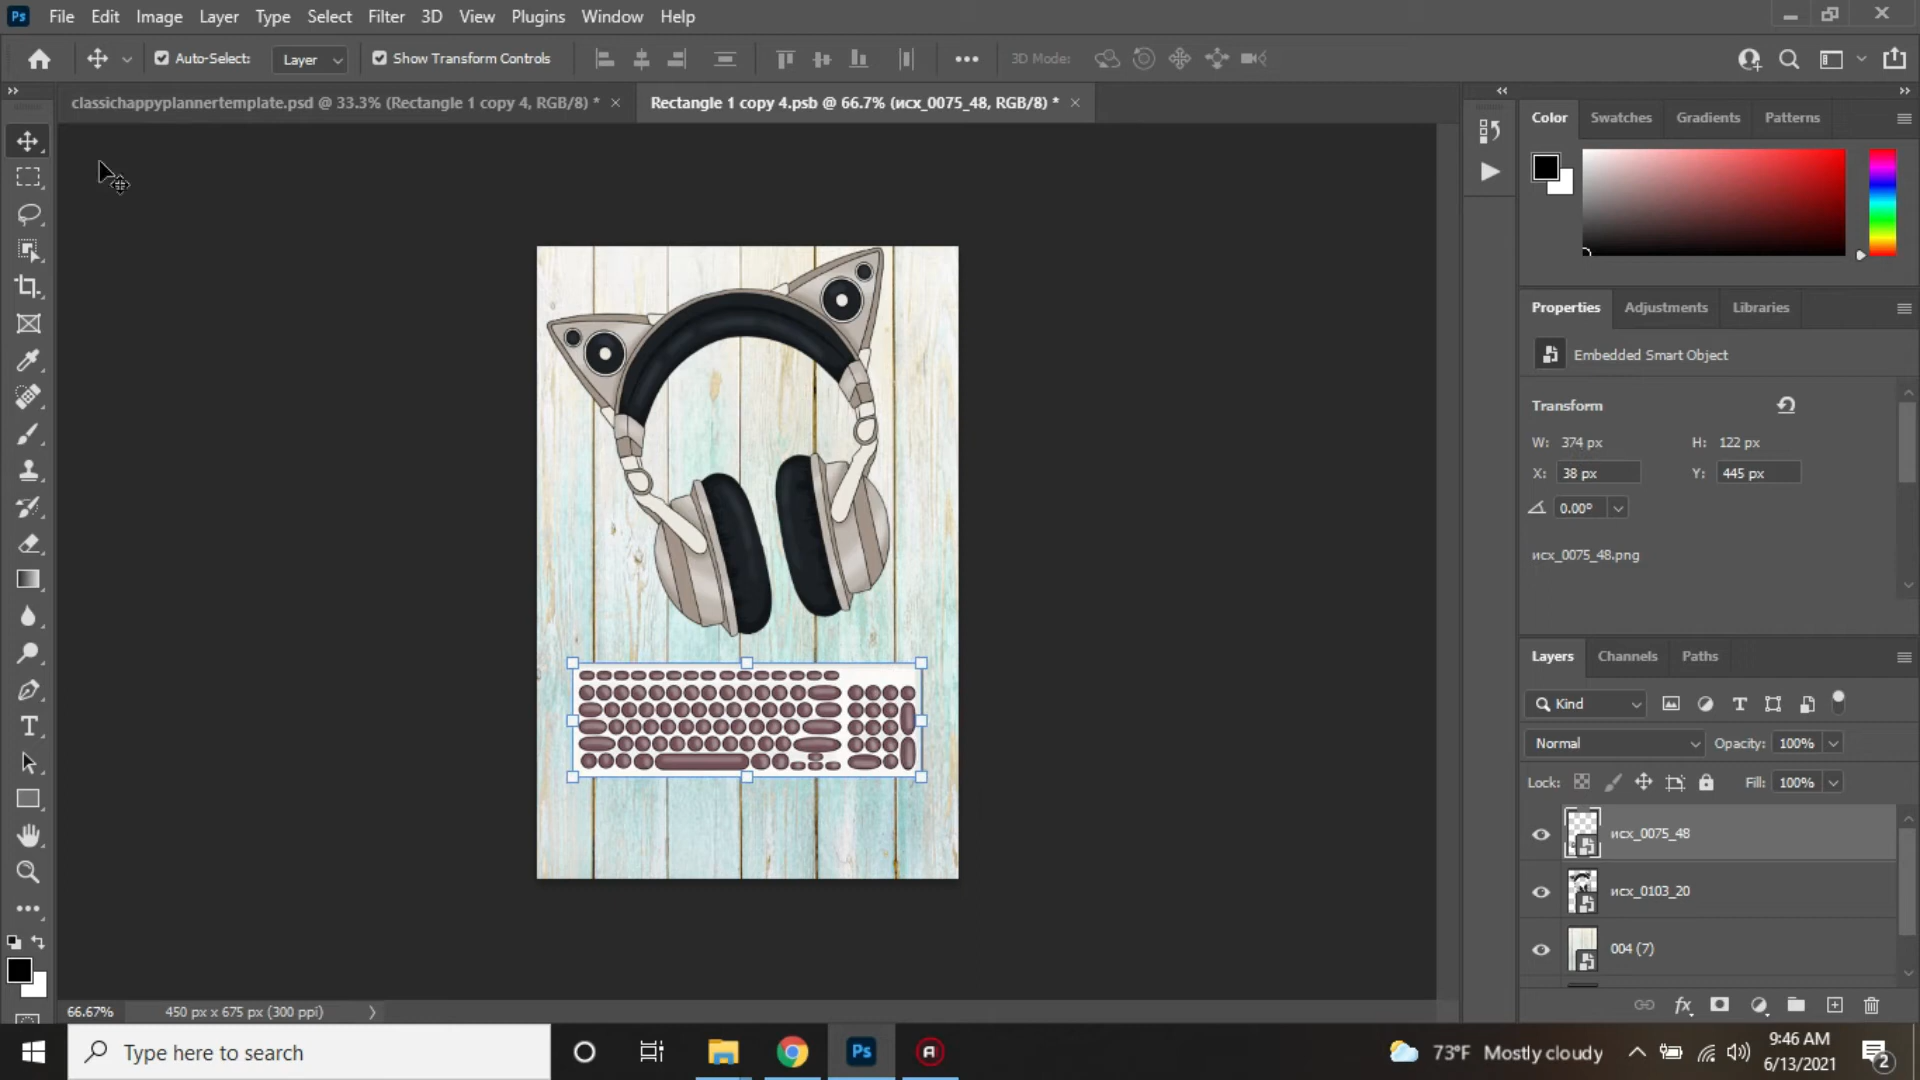 Ps File Edit Image Layer Type Select Filter 3D View Plugins Window Help
Auto-Select: Layer Show Transform Controls 3D Mode:
classichappyplannertemplate.psd @ 33.3% (Rectangle 1 copy 4, RGB/8) *
Rectangle 1 copy 4.psb @ 66.7% (исх_0075_48, RGB/8) *
Color Swatches Gradients Patterns
Properties Adjustments Libraries
Embedded Smart Object
Transform
W: 374 px H: 122 px
X: 38 px Y: 445 px
0.00°
исх_0075_48.png
Layers Channels Paths
Kind
Normal Opacity: 100%
Lock: Fill: 100%
исх_0075_48
исх_0103_20
004 (7)
fx
66.67% 450 px x 675 px (300 ppi)
Type here to search
Ps
73°F Mostly cloudy
9:46 AM
6/13/2021
2